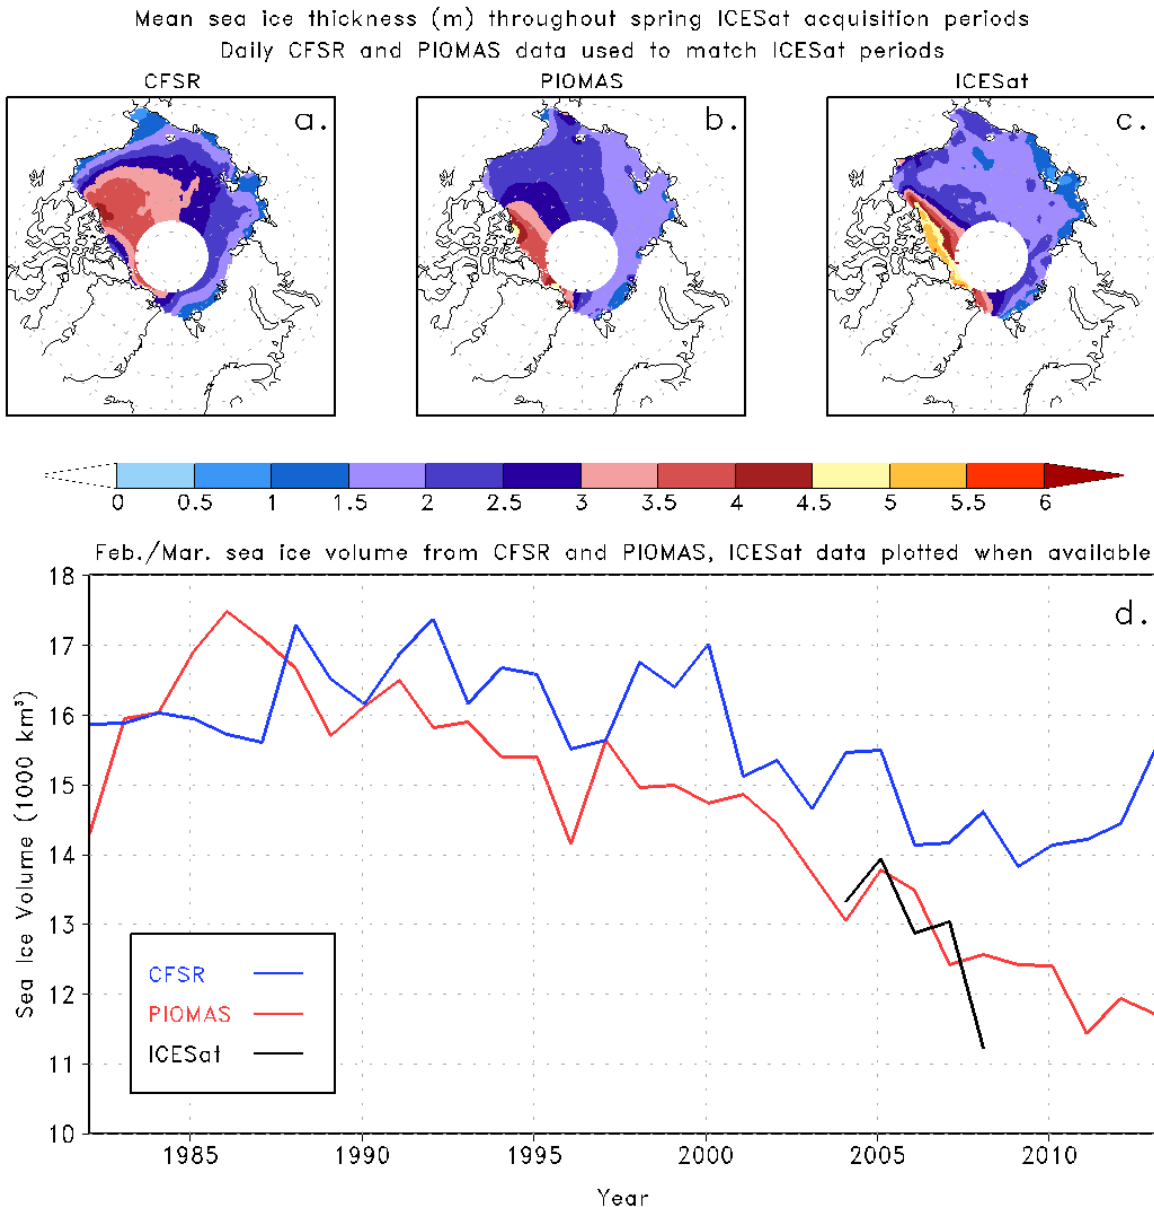 Mean sea ice thickness (m) throughout spring ICESat acquisition periods
Daily CFSR and PIOMAS data used to match ICESat periods
CFSR PIOMAS ICESat
a. b. c.
0 0.5 1 1.5 2 2.5 3 3.5 4 4.5 5 5.5 6
Feb./Mar. sea ice volume from CFSR and PIOMAS, ICESat data plotted when available
d.
18
17
16
15
14
13
12
11
10
Sea Ice Volume (1000 km³)
CFSR
PIOMAS
ICESat
1985 1990 1995 2000 2005 2010
Year